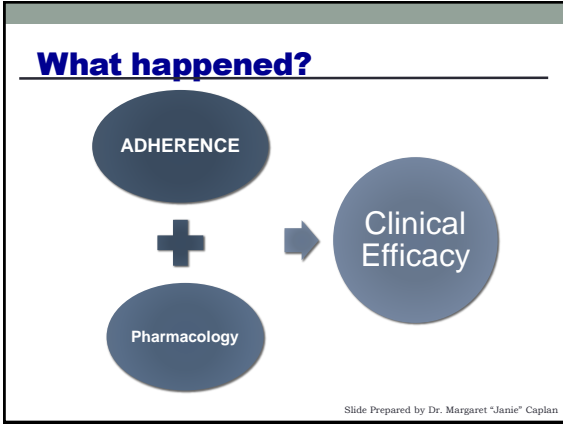 What happened?
ADHERENCE
Pharmacology
Clinical
Efficacy
Slide Prepared by Dr. Margaret “Janie” Caplan